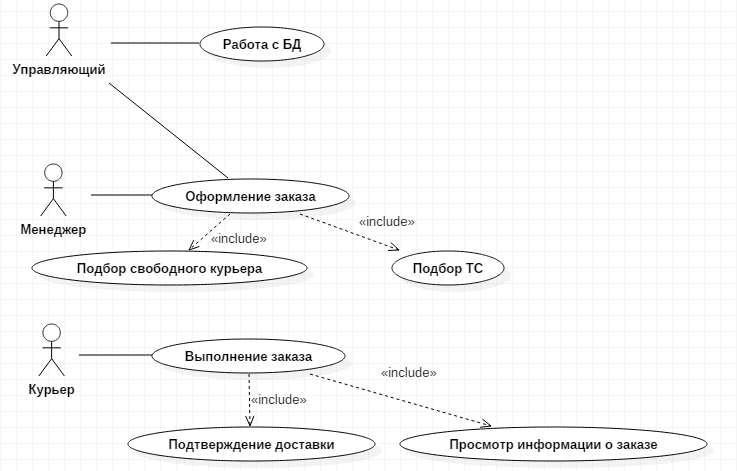 Работа с БД
Управляющий
Оформление заказа
Менеджер
«include»
«include»
Подбор свободного курьера
Подбор ТС
Выполнение заказа
Курьер
«include»
«include»
Подтверждение доставки
Просмотр информации о заказе